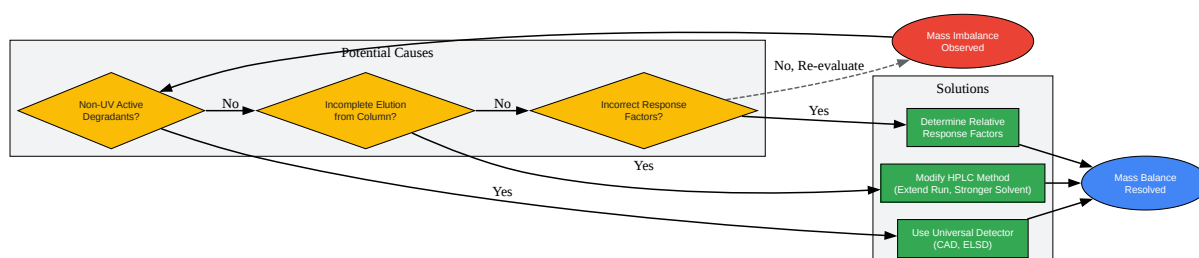 Mass Imbalance
Observed
Potential Causes
No, Re-evaluate
Solutions
Non-UV Active
Degradants?
No
Incomplete Elution
from Column?
No
Incorrect Response
Factors?
Yes
Determine Relative
Response Factors
Yes
Modify HPLC Method
(Extend Run, Stronger Solvent)
Mass Balance
Resolved
Yes
Use Universal Detector
(CAD, ELSD)